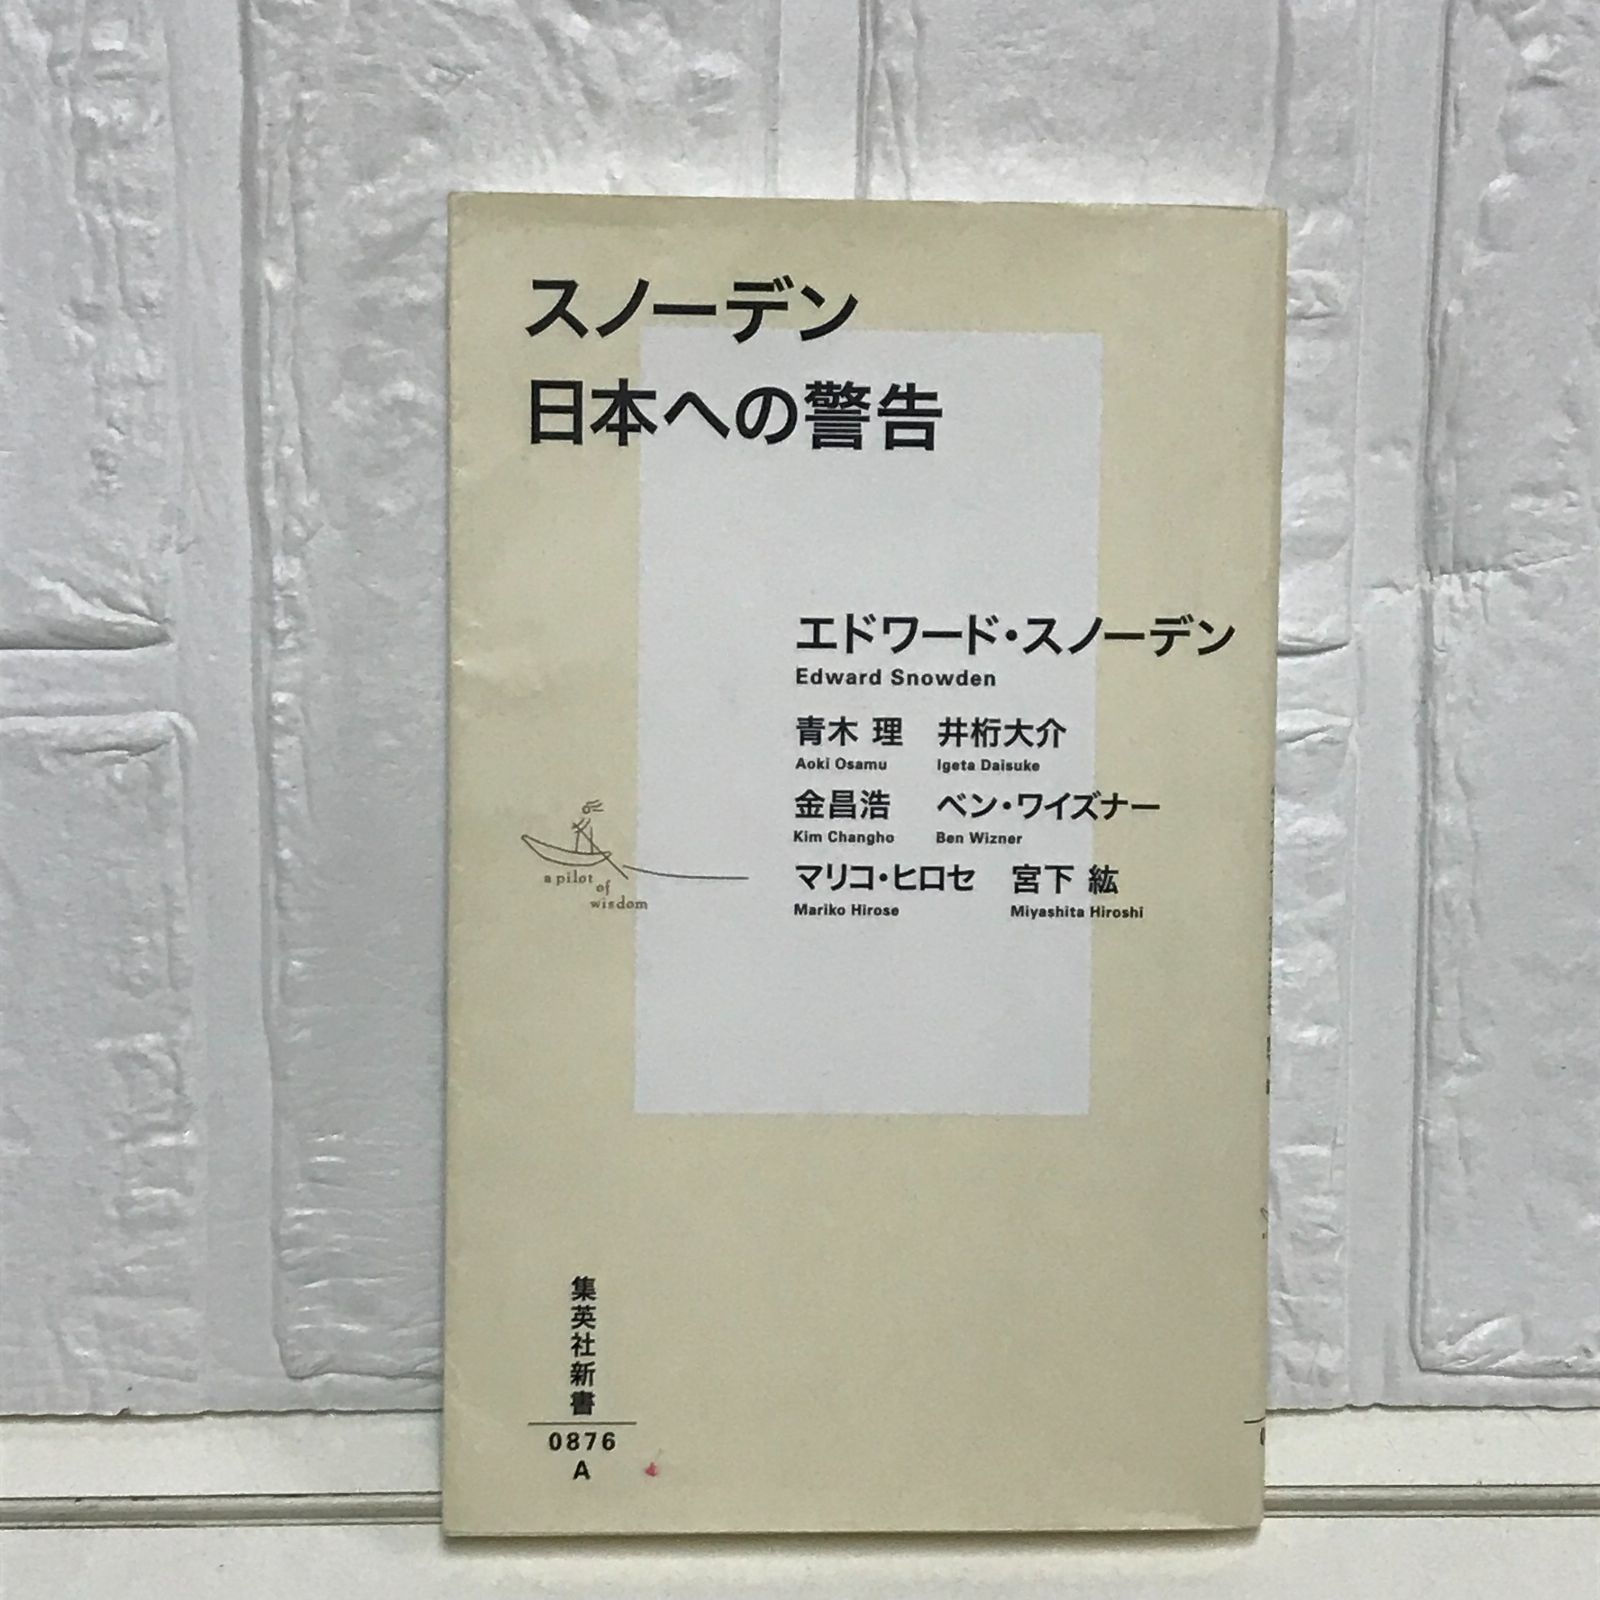 スノーデン
日本への警告
エドワード・スノーデン
Edward Snowden
青木 理 井桁大介
Aoki Osamu Igeta Daisuke
金昌浩 ベン・ワイズナー
Kim Changho Ben Wizner
マリコ・ヒロセ 宮下 紘
Mariko Hirose Miyashita Hiroshi
a pilot
of
wisdom
集英社新書
0876
A